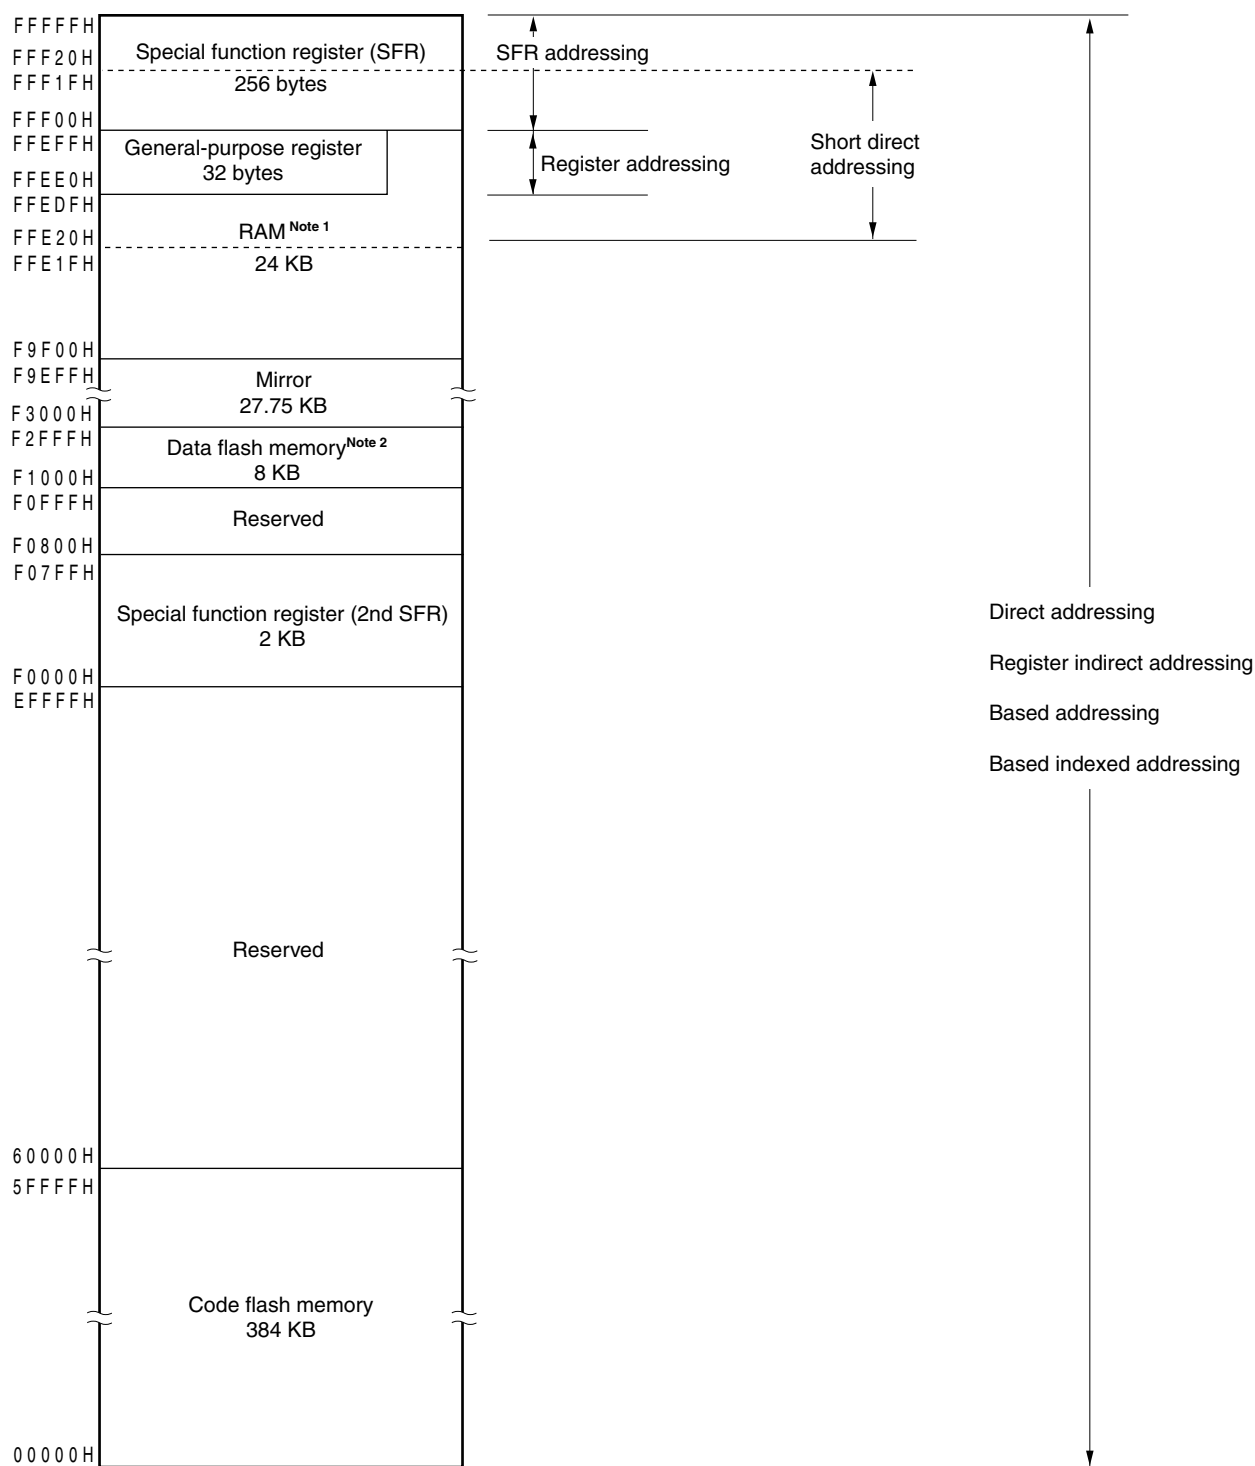 FFFFFH
FFF20H
FFF1FH
FFF00H
FFEFFH
FFEE0H
FFEDFH
FFE20H
FFE1FH
F9F00H
F9EFFH
F3000H
F2FFFH
F1000H
F0FFFH
F0800H
F07FFH
F0000H
EFFFFH
60000H
5FFFFH
00000H
Special function register (SFR)
256 bytes
General-purpose register
32 bytes
RAM Note 1
24 KB
Mirror
27.75 KB
Data flash memory Note 2
8 KB
Reserved
Special function register (2nd SFR)
2 KB
Reserved
Code flash memory
384 KB
SFR addressing
Register addressing
Short direct
addressing
Direct addressing
Register indirect addressing
Based addressing
Based indexed addressing